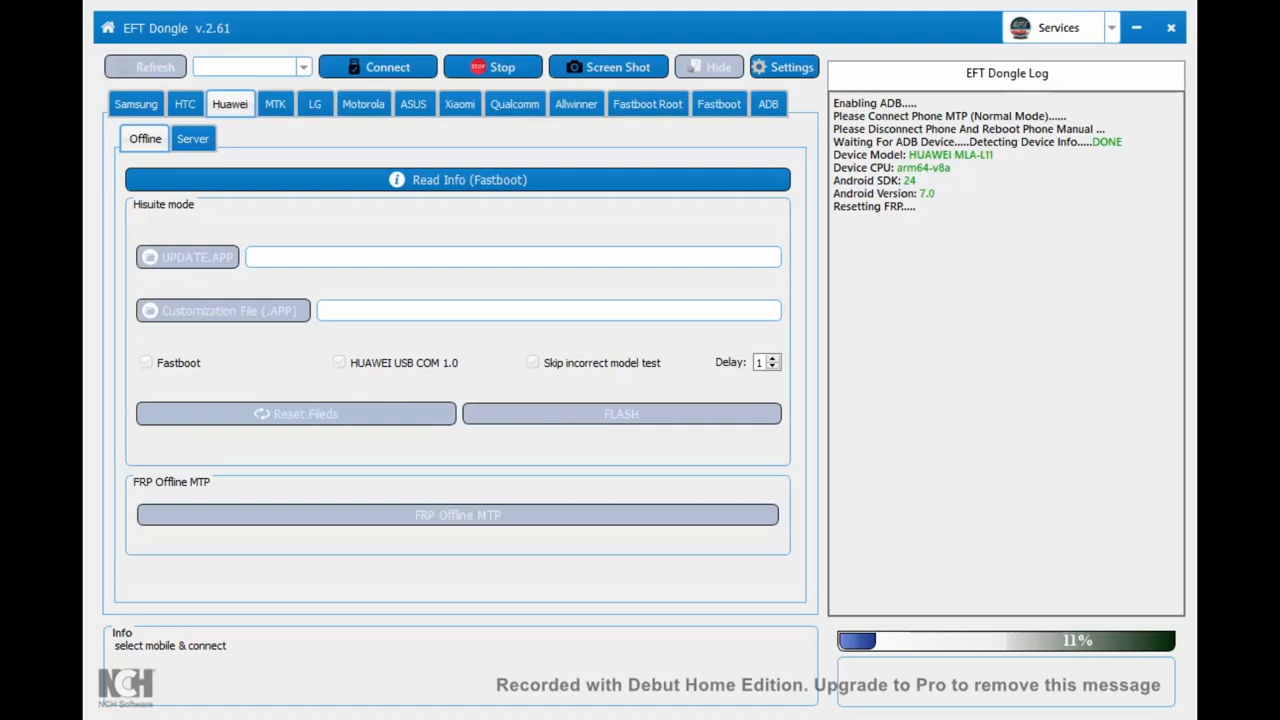 EFT Dongle v.2.61
Services
Refresh
Connect
STOP
Stop
Screen Shot
Hide
Settings
EFT Dongle Log
Samsung
HTC
Huawei
MTK
LG
Motorola
ASUS
Xiaomi
Qualcomm
Allwinner
Fastboot Root
Fastboot
ADB
Offline
Server
Read Info (Fastboot)
Hisuite mode
UPDATE.APP
Customization File (.APP)
Fastboot
HUAWEI USB COM 1.0
Skip incorrect model test
Delay: 1
Reset Fileds
FLASH
FRP Offline MTP
FRP Offline MTP
Enabling ADB.....
Please Connect Phone MTP (Normal Mode)......
Please Disconnect Phone And Reboot Phone Manual ...
Waiting For ADB Device.....Detecting Device Info.....DONE
Device Model: HUAWEI MLA-L11
Device CPU: arm64-v8a
Android SDK: 24
Android Version: 7.0
Resetting FRP.....
11%
Info
select mobile & connect
NCH
NCH Software
Recorded with Debut Home Edition. Upgrade to Pro to remove this message